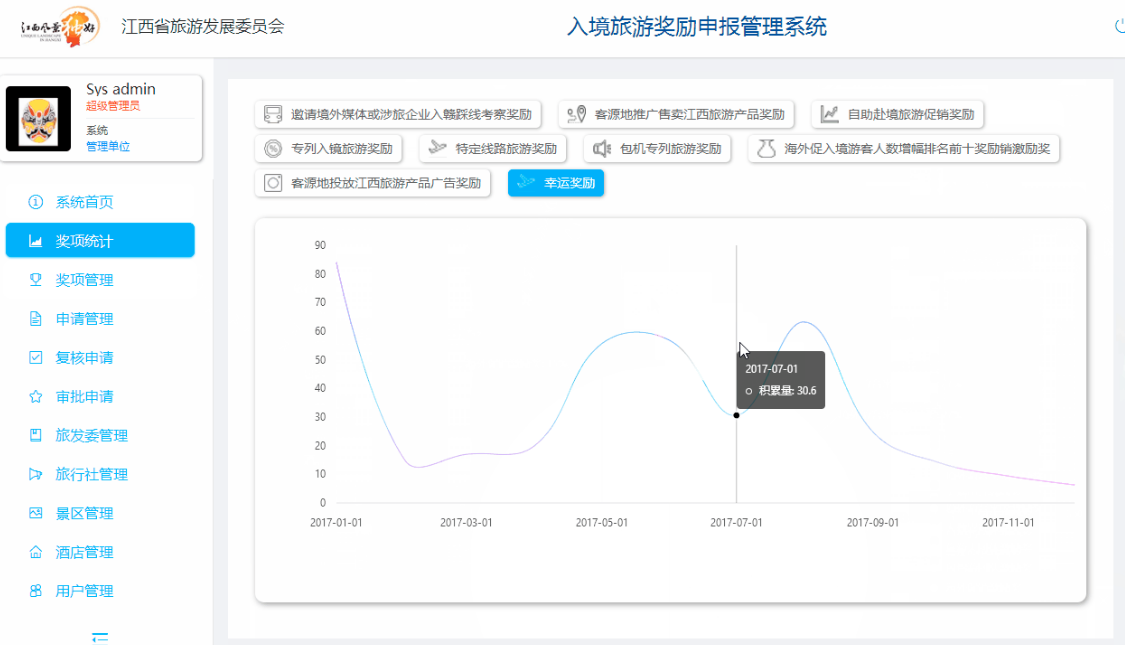 江西风景独好
江西省旅游发展委员会
入境旅游奖励申报管理系统
Sys admin
超级管理员
系统
管理单位
系统首页
奖项统计
奖项管理
申请管理
复核申请
审批申请
旅发委管理
旅行社管理
景区管理
酒店管理
用户管理
邀请境外媒体或涉旅企业入赣踩线考察奖励
客源地推广售卖江西旅游产品奖励
自助赴境旅游促销奖励
专列入镜旅游奖励
特定线路旅游奖励
包机专列旅游奖励
海外促入境游客人数增幅排名前十奖励销激励奖
客源地投放江西旅游产品广告奖励
幸运奖励
90
80
70
60
50
40
30
20
10
0
2017-07-01
积累量: 30.6
2017-01-01
2017-03-01
2017-05-01
2017-07-01
2017-09-01
2017-11-01